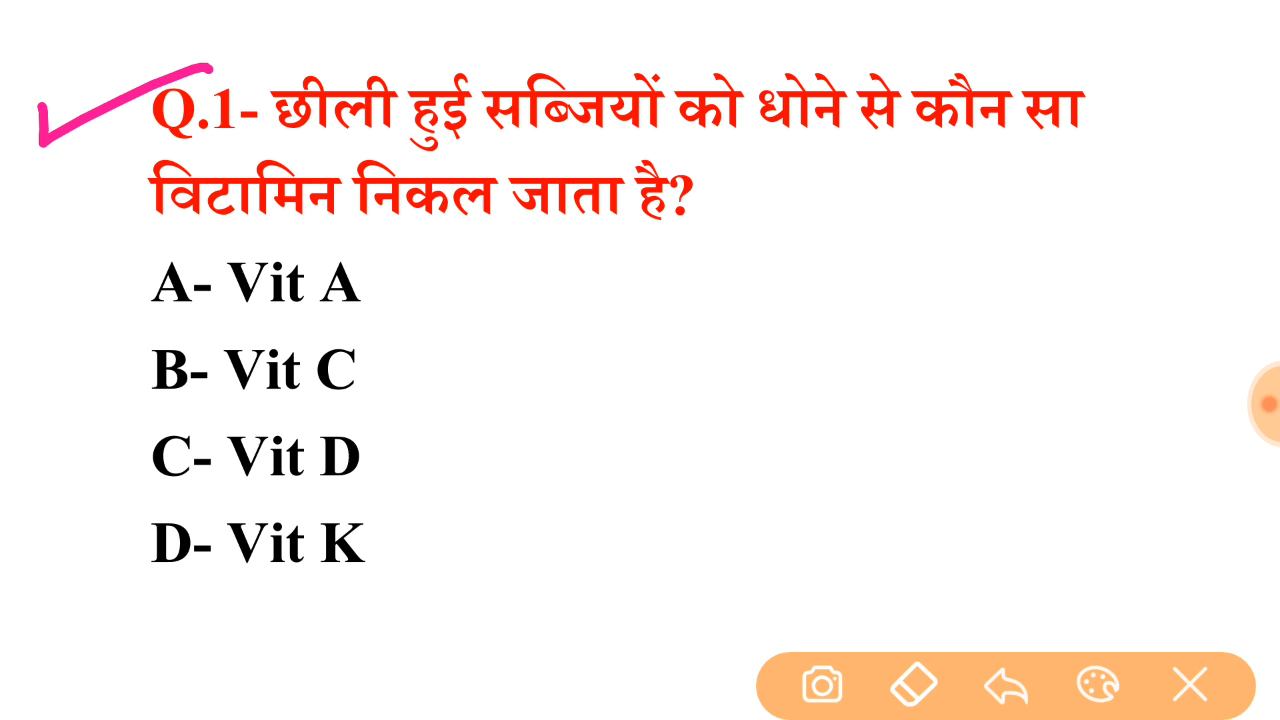 Q.1- छीली हुई सब्जियों को धोने से कौन सा
विटामिन निकल जाता है?
A- Vit A
B- Vit C
C- Vit D
D- Vit K